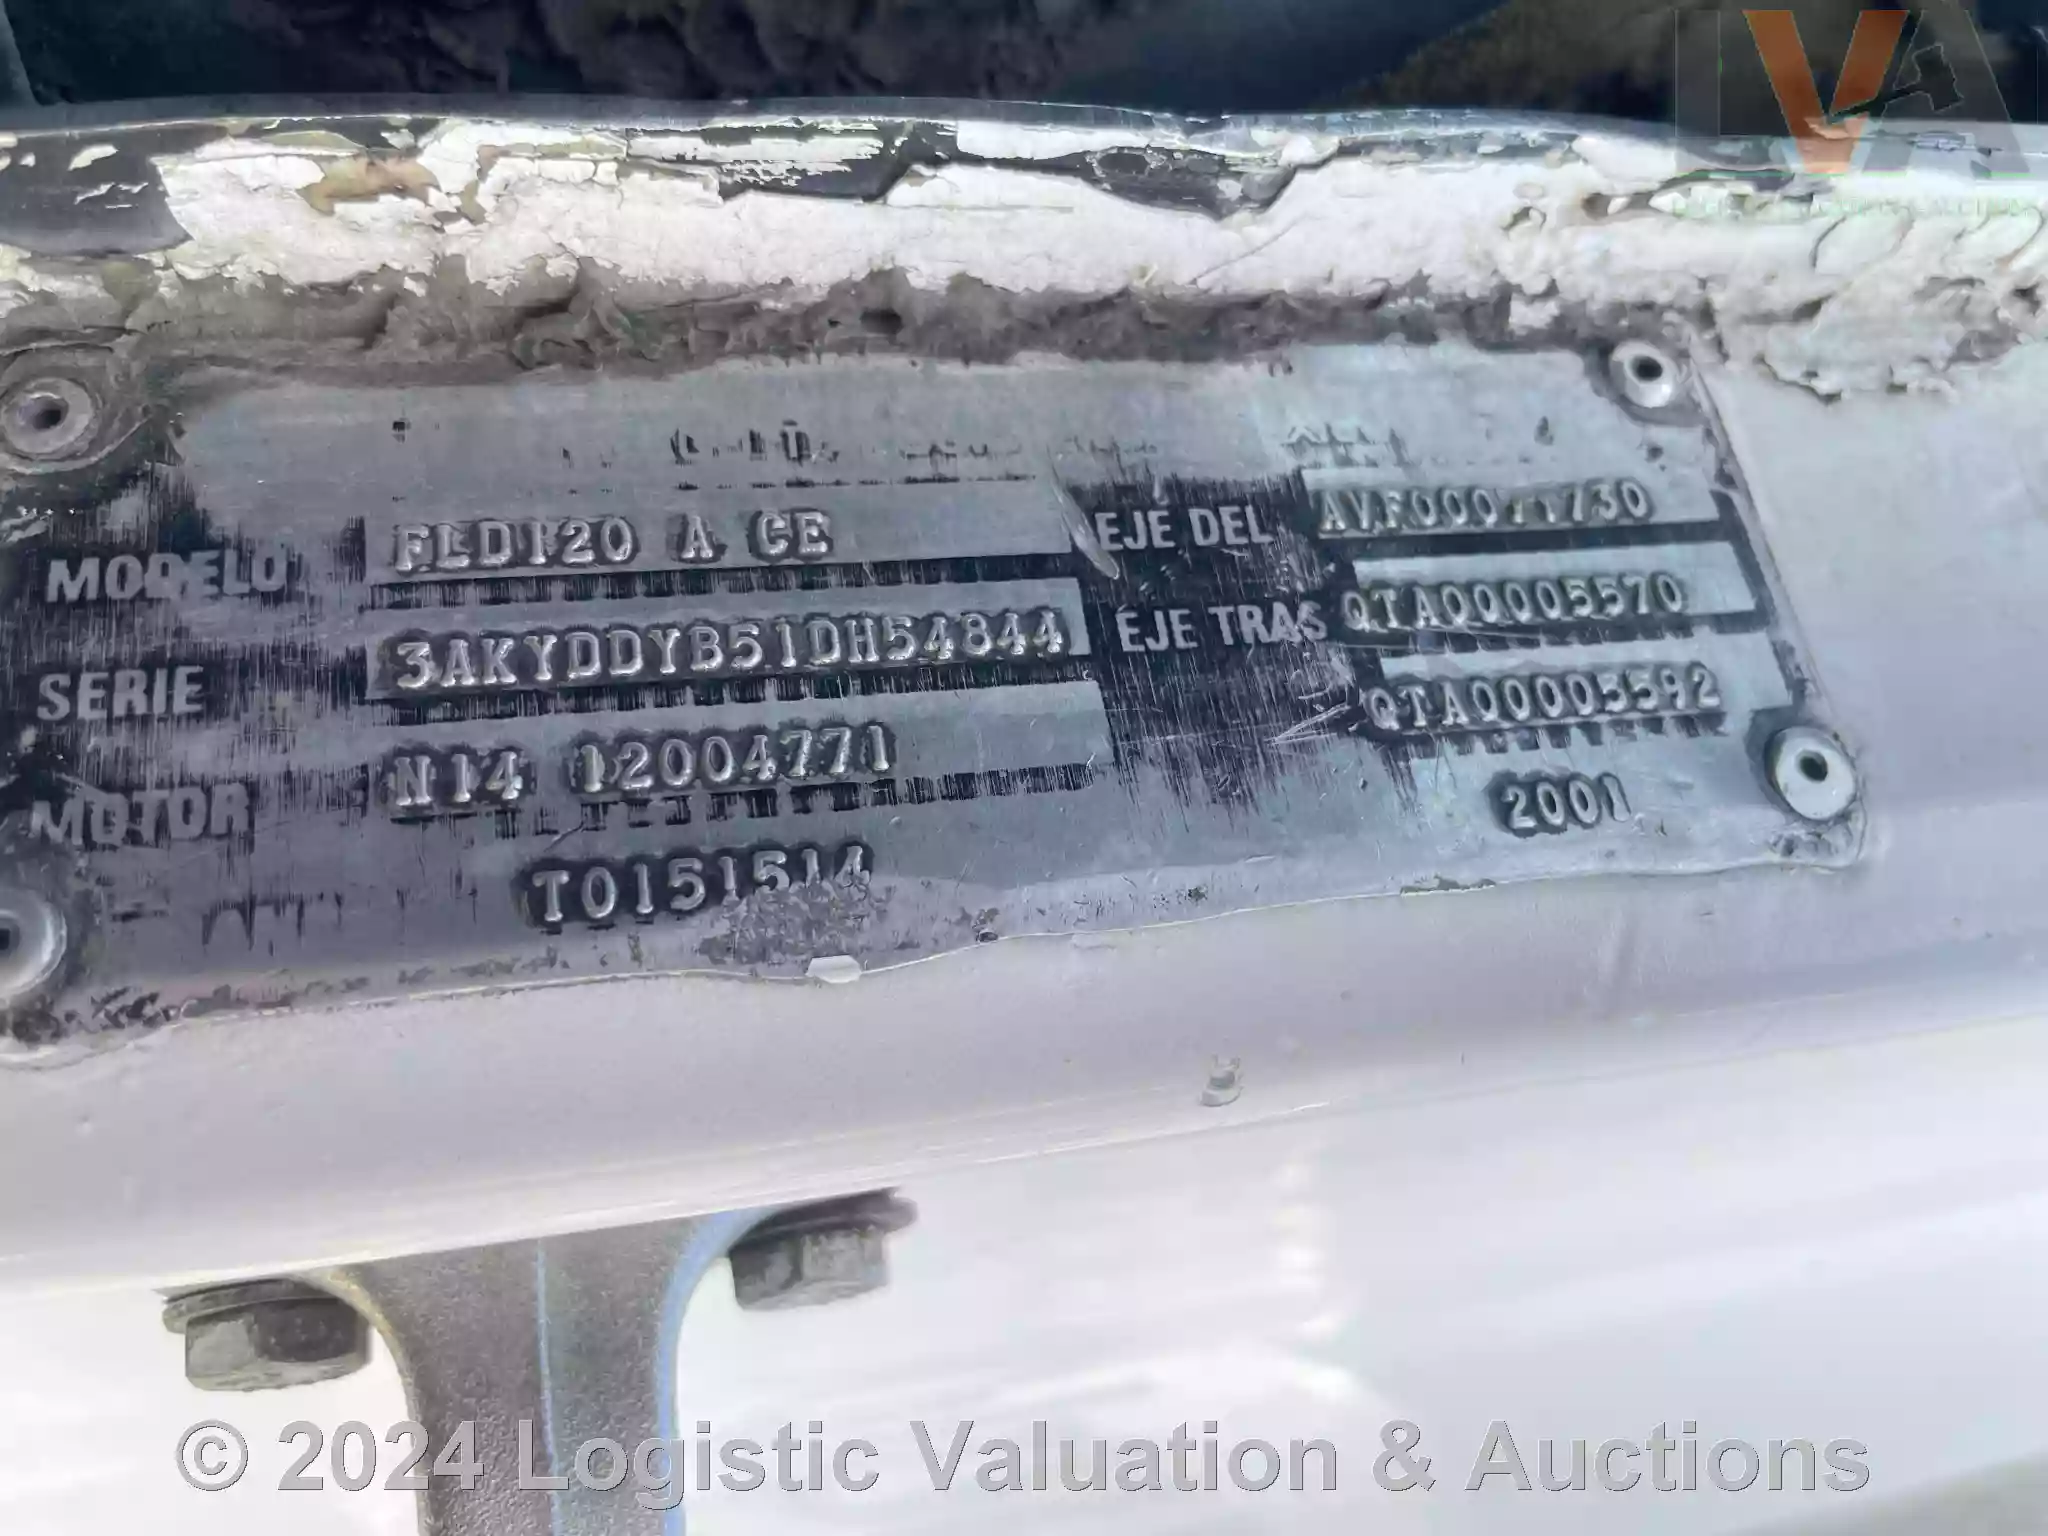 MODELO FLD120 A CE
SERIE 3AKYDDYB51DH54844
MOTOR N14 12004771
T0151514
EJE DEL
EJE TRAS QTA00005570
QTA00005592
2001
© 2024 Logistic Valuation & Auctions